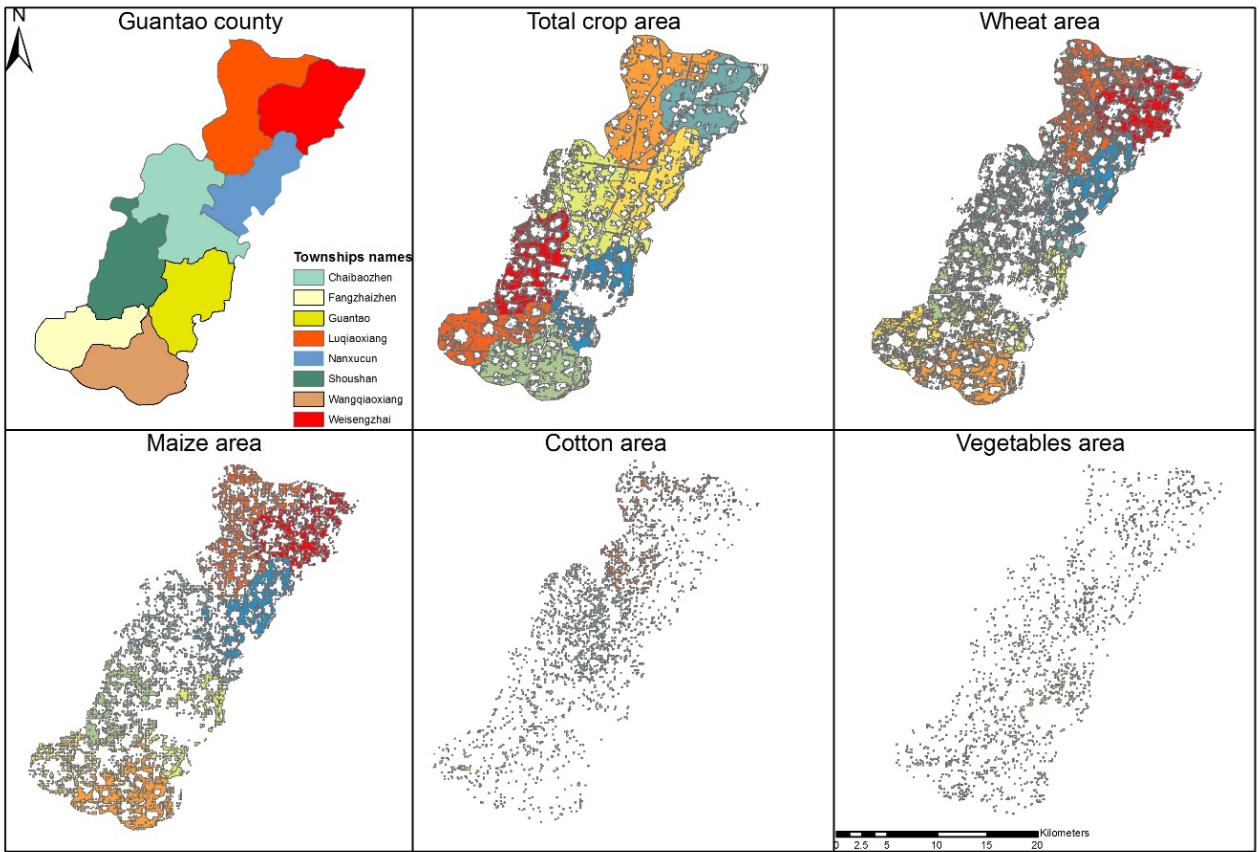 N
Guantao county
Total crop area
Wheat area
Townships names
Chaibaozhen
Fangzhaizhen
Guantao
Luqiaoxiang
Nanxucun
Shoushan
Wangqiaoxiang
Weisengzhai
Maize area
Cotton area
Vegetables area
Kilometers
0 2.5 5 10 15 20